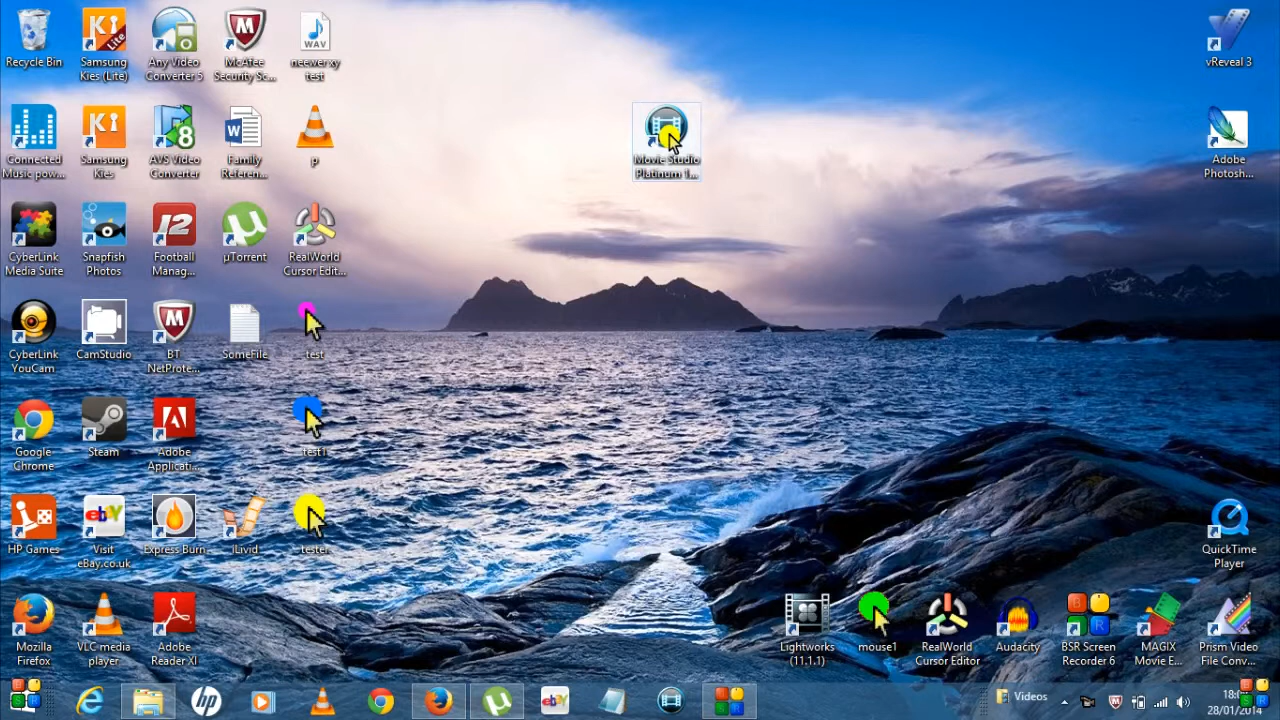 Recycle Bin
Samsung
Kies (Lite)
Any Video
Converter 5
McAfee
Security Sc...
WAV
neewer xy
test
vReveal 3
Connected
Music pow...
Samsung
Kies
8
AVS Video
Converter
W
Family
Referen...
p
Movie Studio
Platinum 1...
Adobe
Photosh...
CyberLink
Media Suite
Snapfish
Photos
Football
Manag...
µTorrent
RealWorld
Cursor Edit...
CyberLink
YouCam
CamStudio
BT
NetProte...
SomeFile
test
Google
Chrome
Steam
Adobe
Applicati...
test1
HP Games
ebY
Visit
eBay.co.uk
Express Burn
iLivid
tester
QuickTime
Player
Mozilla
Firefox
VLC media
player
Adobe
Reader XI
Lightworks
(11.1.1)
mouse1
RealWorld
Cursor Editor
Audacity
B S R
BSR Screen
Recorder 6
MAGIX
Movie E...
Prism Video
File Conv...
hp
Videos
28/01/2014